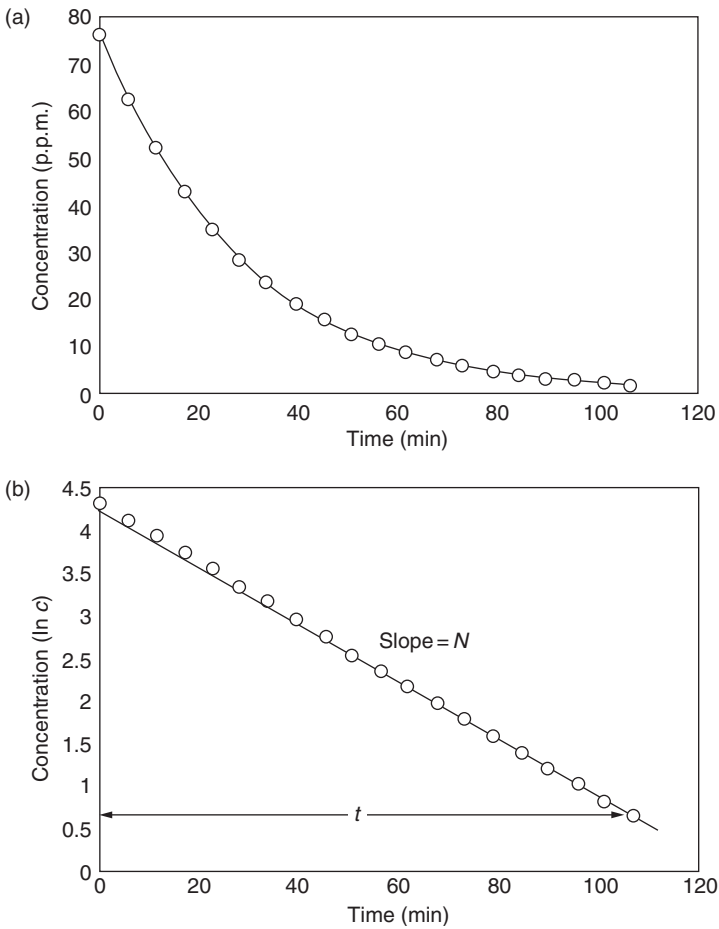 (a)
80
70
60
50
40
30
20
10
0
Concentration (p.p.m.)
0 20 40 60 80 100 120
Time (min)
(b)
4.5
4
3.5
3
2.5
2
1.5
1
0.5
0
Concentration (ln c)
Slope = N
t
0 20 40 60 80 100 120
Time (min)